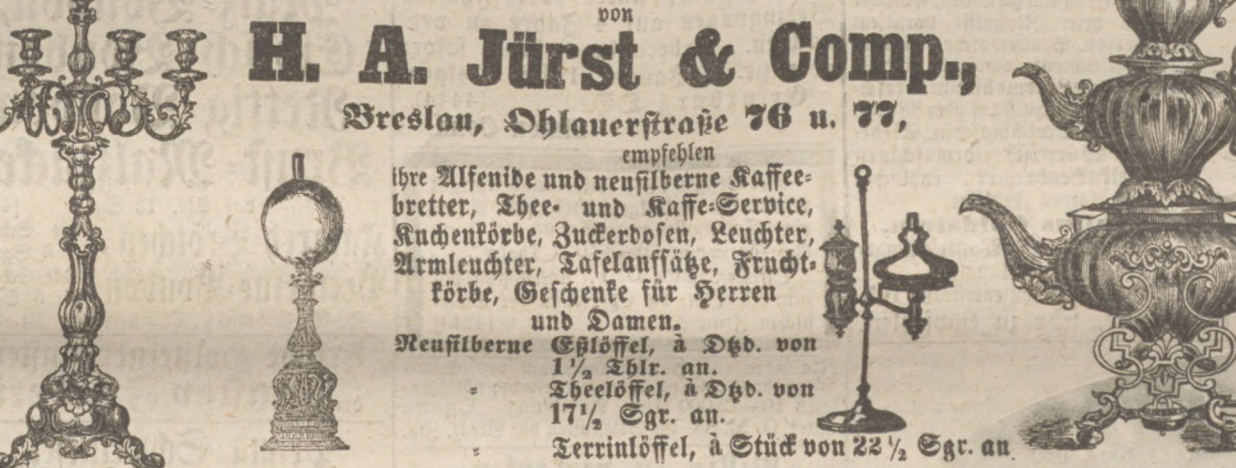 von
H. A. Jürst & Comp.,
Breslau, Ohlauerstraße 76 u. 77,
empfehlen
ihre Alfenide und neusilberne Kaffee-
bretter, Thee- und Kaffe-Service,
Kuchenkörbe, Zuckerdosen, Leuchter,
Armleuchter, Tafelaufsätze, Frucht-
körbe, Geschenke für Herren
und Damen.
Neusilberne Eßlöffel, à Dtzd. von
1½ Thlr. an.
" Theelöffel, à Dtzd. von
17½ Sgr. an.
" Terrinlöffel, à Stück von 22½ Sgr. an